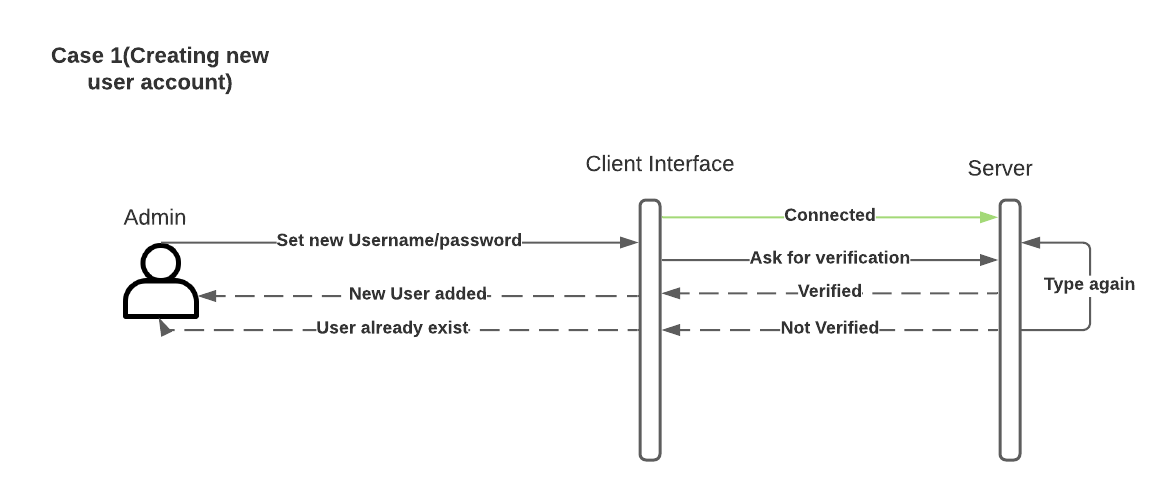 Case 1(Creating new
user account)
Client Interface
Server
Admin
Connected
Set new Username/password
Ask for verification
Type again
New User added
Verified
User already exist
Not Verified